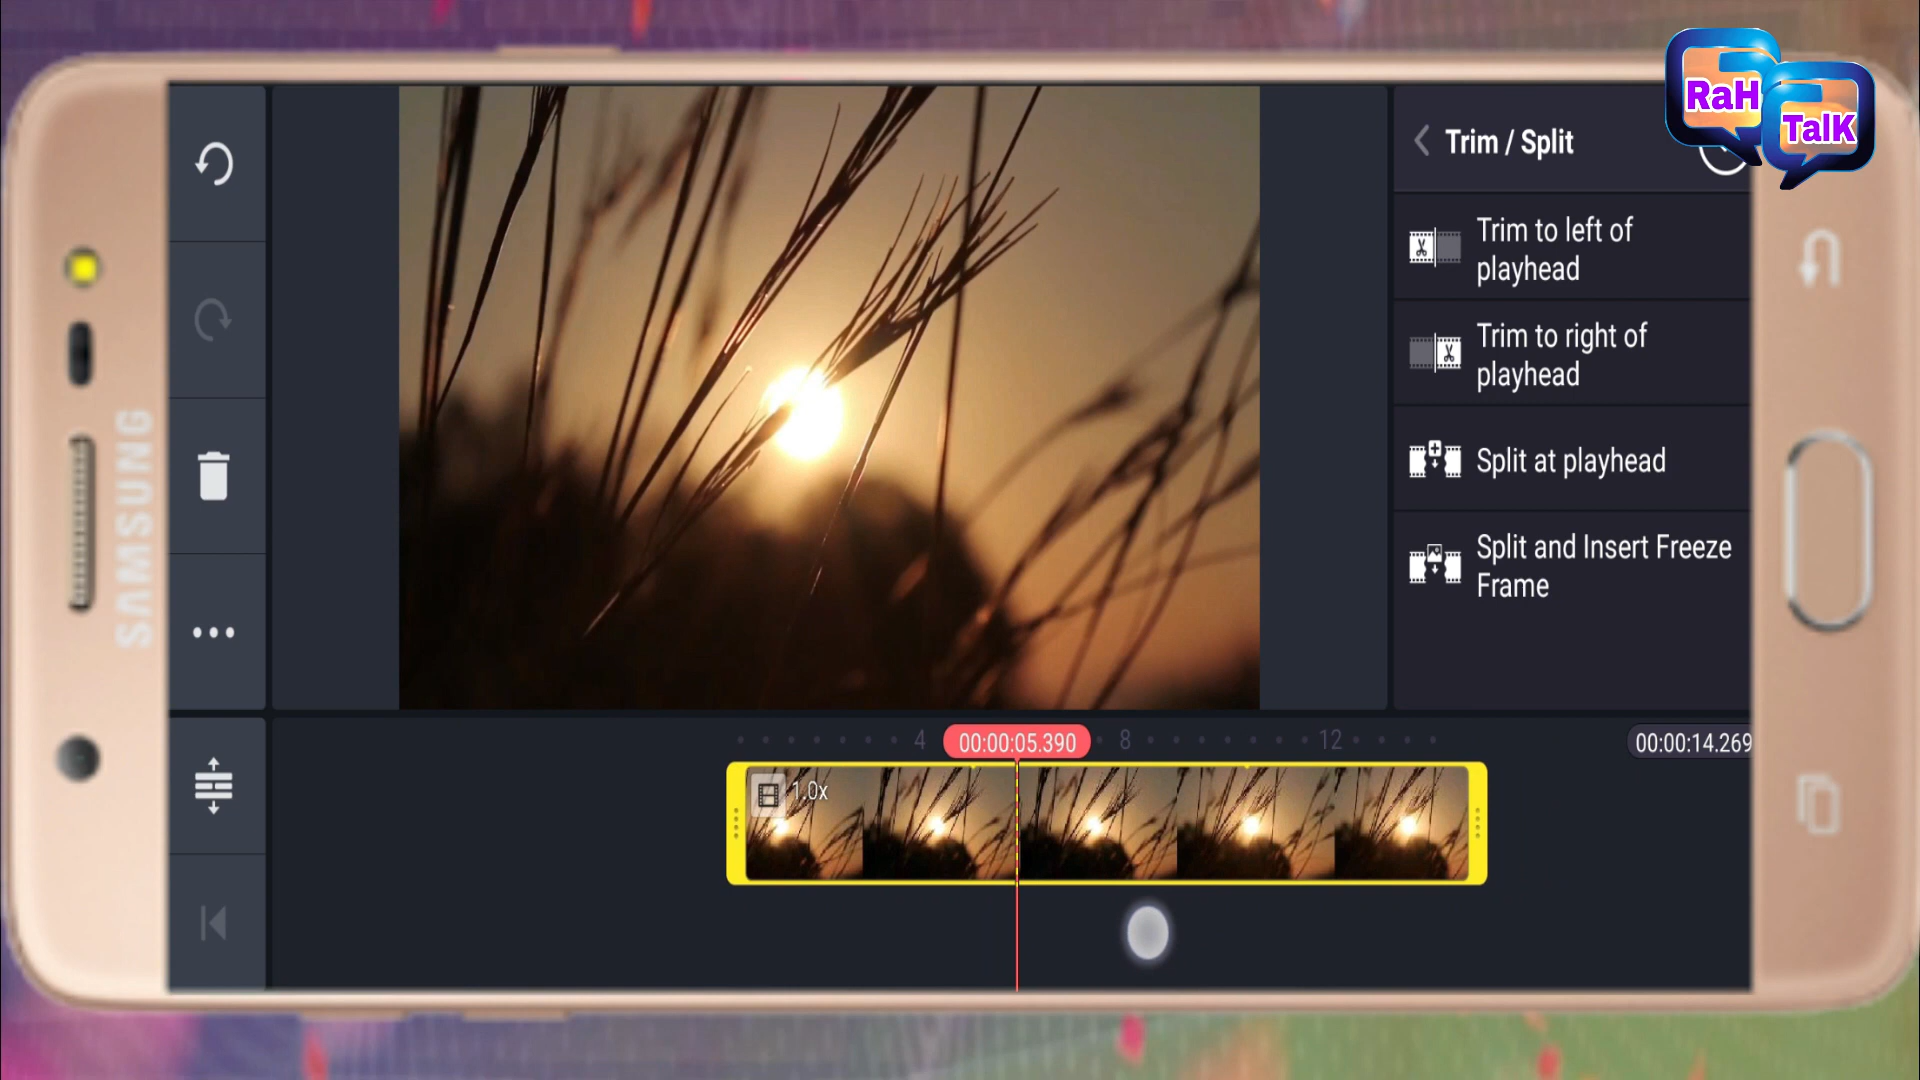 RaH
TalK
Trim / Split
Trim to left of
playhead
Trim to right of
playhead
Split at playhead
Split and Insert Freeze
Frame
SAMSUNG
4
00:00:05.390
8
12
00:00:14.269
1.0x